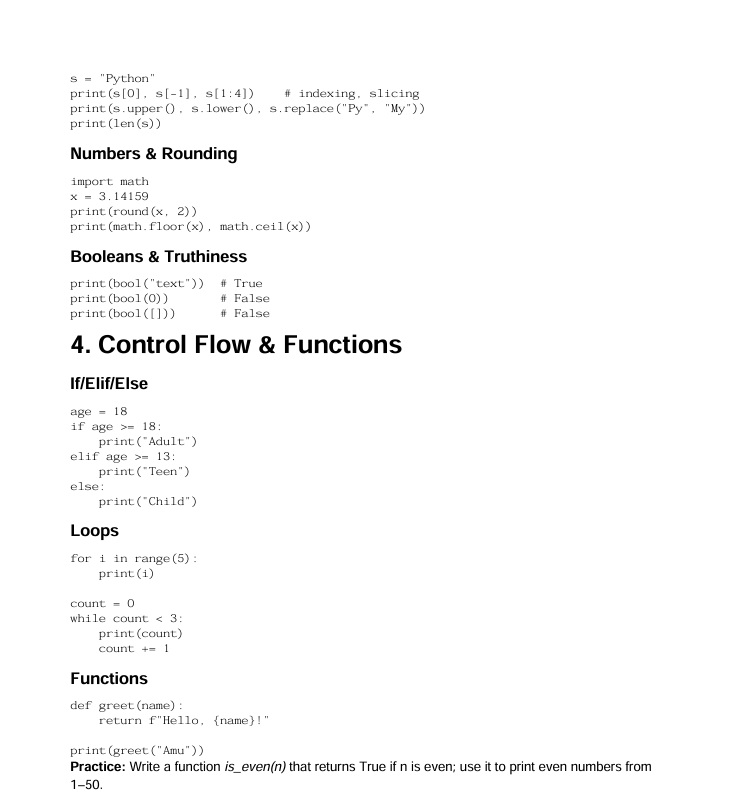 s = "Python"
print(s[0], s[-1], s[1:4])    # indexing, slicing
print(s.upper(), s.lower(), s.replace("Py", "My"))
print(len(s))
Numbers & Rounding
import math
x = 3.14159
print(round(x, 2))
print(math.floor(x), math.ceil(x))
Booleans & Truthiness
print(bool("text"))  # True
print(bool(0))       # False
print(bool([]))      # False
4. Control Flow & Functions
If/Elif/Else
age = 18
if age >= 18:
    print("Adult")
elif age >= 13:
    print("Teen")
else:
    print("Child")
Loops
for i in range(5):
    print(i)

count = 0
while count < 3:
    print(count)
    count += 1
Functions
def greet(name):
    return f"Hello, {name}!"

print(greet("Amu"))
Practice: Write a function is_even(n) that returns True if n is even; use it to print even numbers from
1–50.